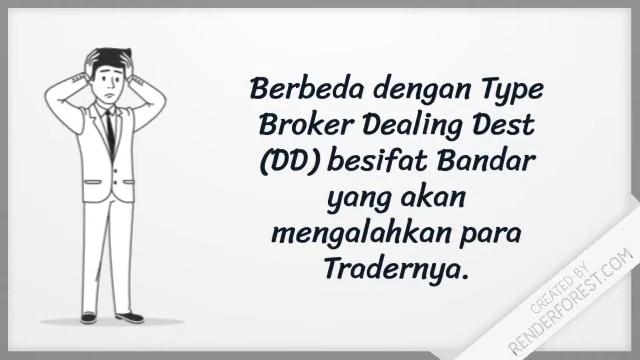 Berbeda dengan Type
Broker Dealing Dest
(DD) besifat Bandar
yang akan
mengalahkan para
Tradernya.
CREATED BY
RENDERFOREST.COM